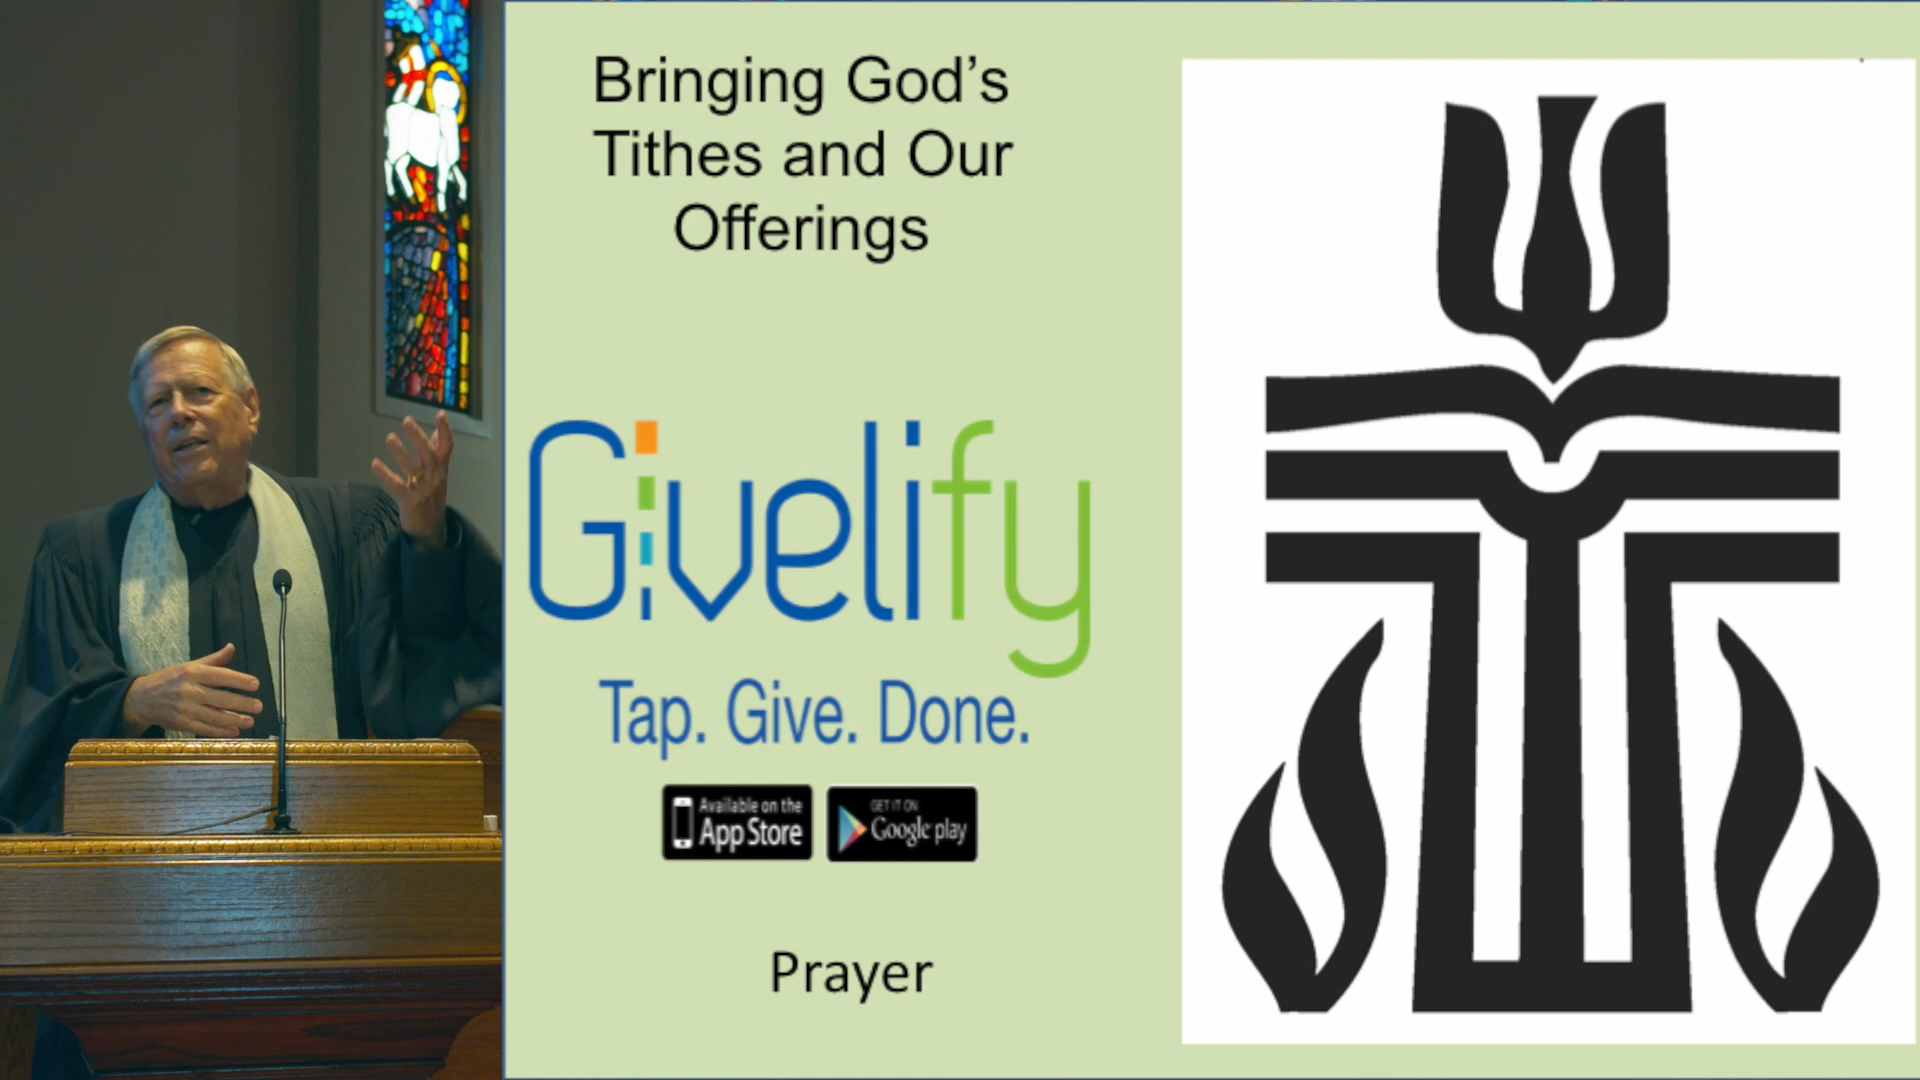 Bringing God’s
Tithes and Our
Offerings
Givelify
Tap. Give. Done.
Available on the
App Store
GET IT ON
Google play
Prayer